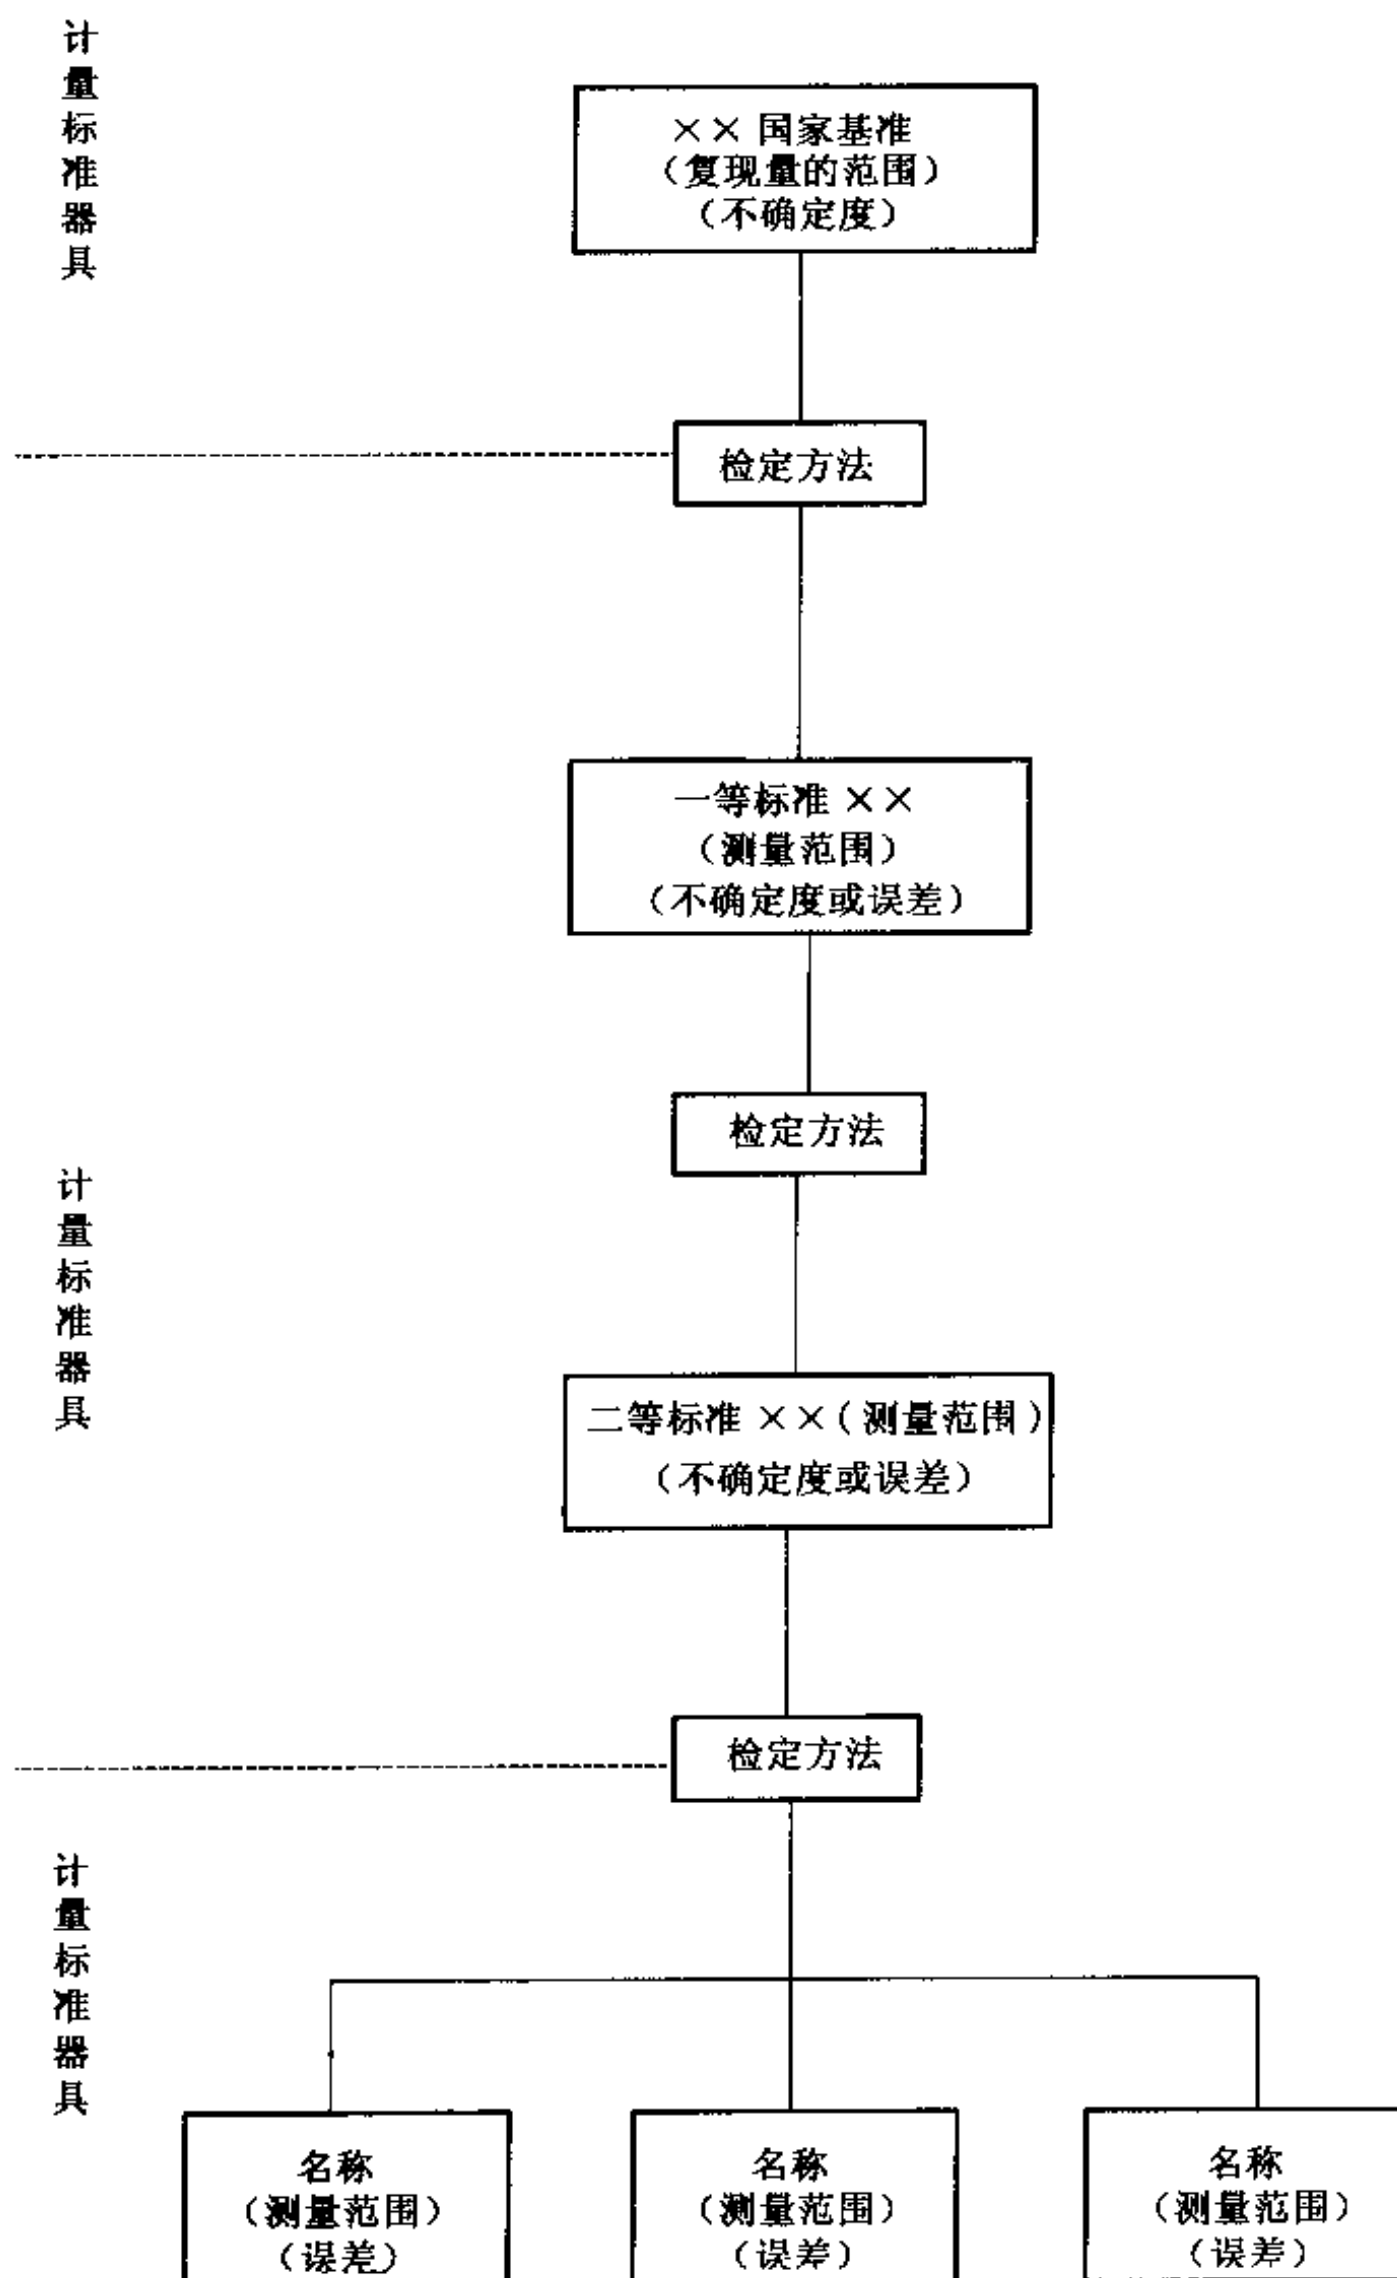 计量标准器具
×× 国家基准
（复现量的范围）
（不确定度）
检定方法
一等标准 ××
（测量范围）
（不确定度或误差）
检定方法
计量标准器具
二等标准 ××（测量范围）
（不确定度或误差）
检定方法
计量标准器具
名称
（测量范围）
（误差）
名称
（测量范围）
（误差）
名称
（测量范围）
（误差）